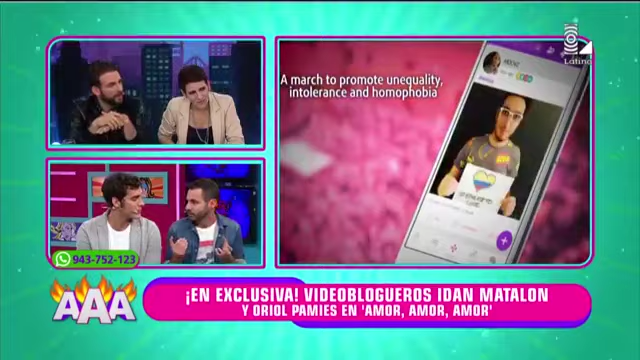 Latina
A march to promote unequality,
intolerance and homophobia
943-752-123
AAA
¡EN EXCLUSIVA! VIDEOBLOGUEROS IDAN MATALON
Y ORIOL PAMIES EN 'AMOR, AMOR, AMOR'